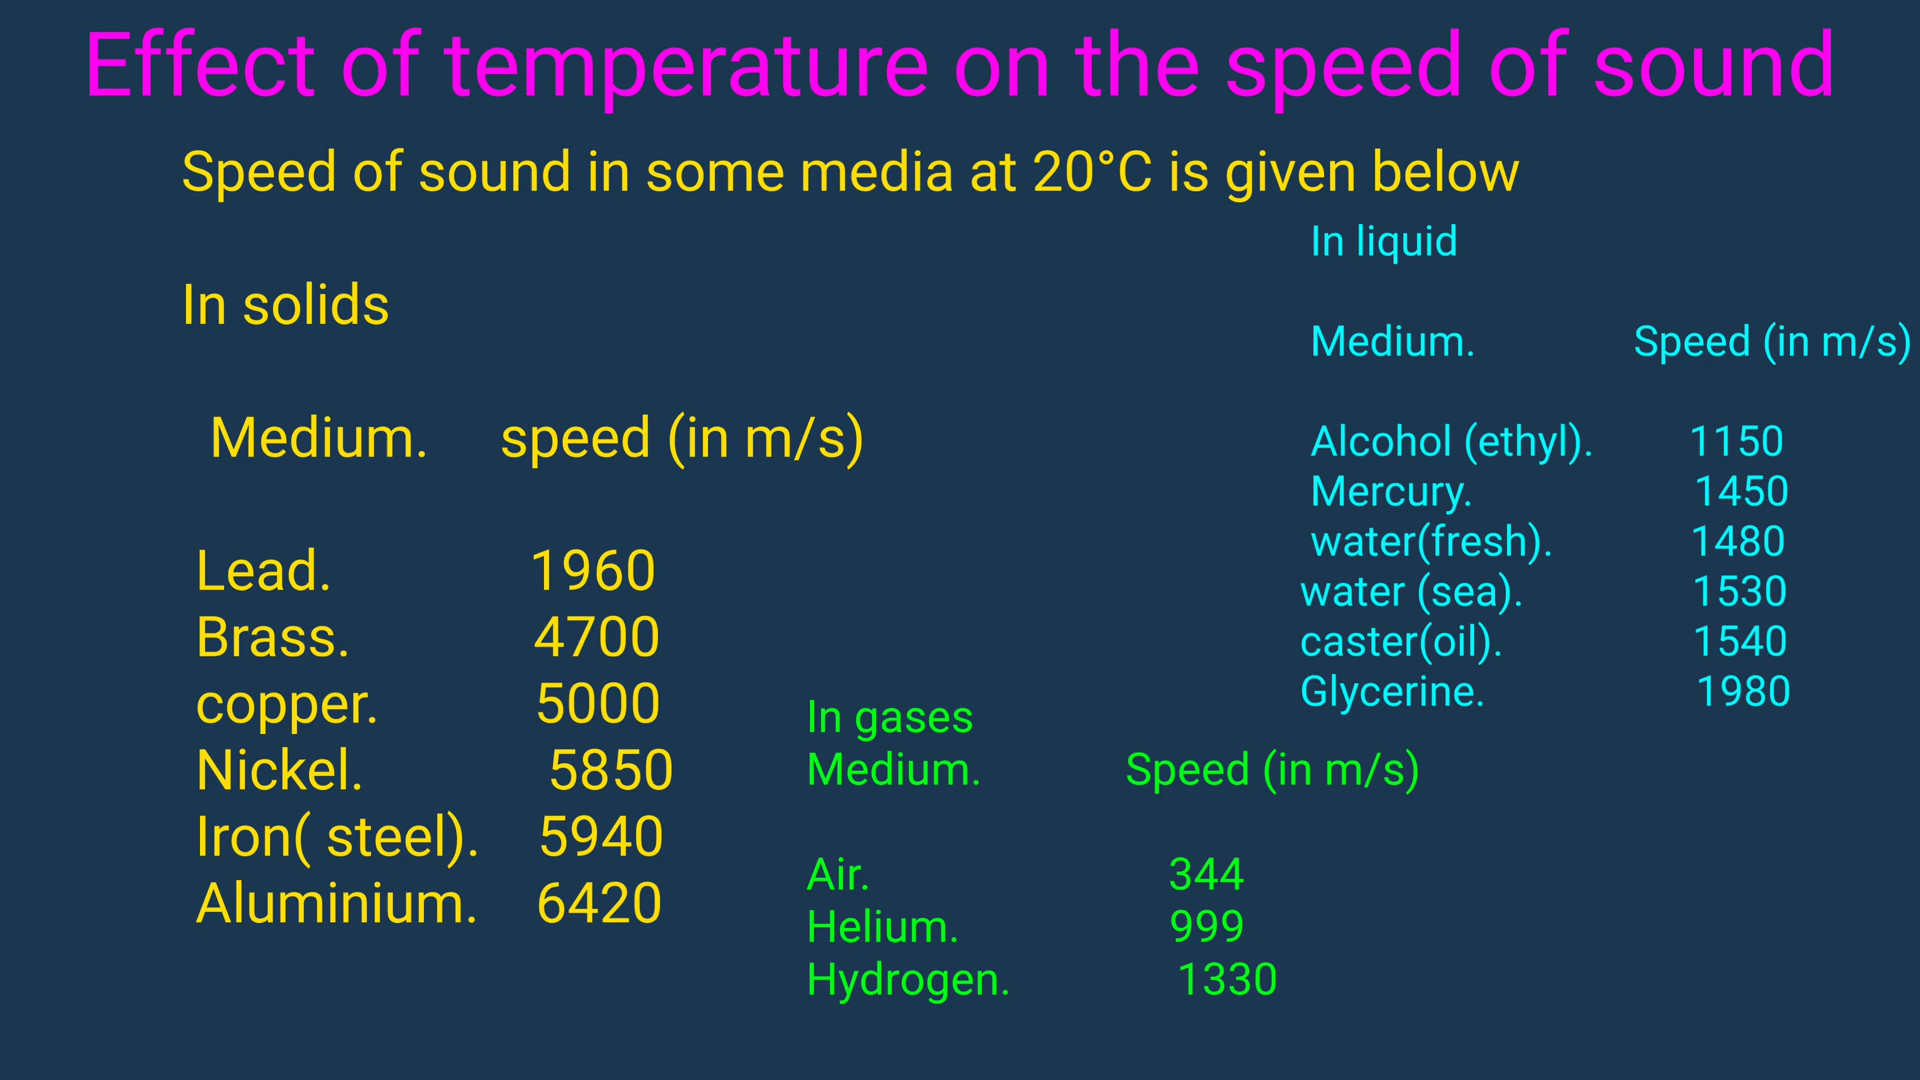 Effect of temperature on the speed of sound
Speed of sound in some media at 20°C is given below
In solids
Medium. speed (in m/s)
Lead. 1960
Brass. 4700
copper. 5000
Nickel. 5850
Iron( steel). 5940
Aluminium. 6420
In liquid
Medium. Speed (in m/s)
Alcohol (ethyl). 1150
Mercury. 1450
water(fresh). 1480
water (sea). 1530
caster(oil). 1540
Glycerine. 1980
In gases
Medium. Speed (in m/s)
Air. 344
Helium. 999
Hydrogen. 1330